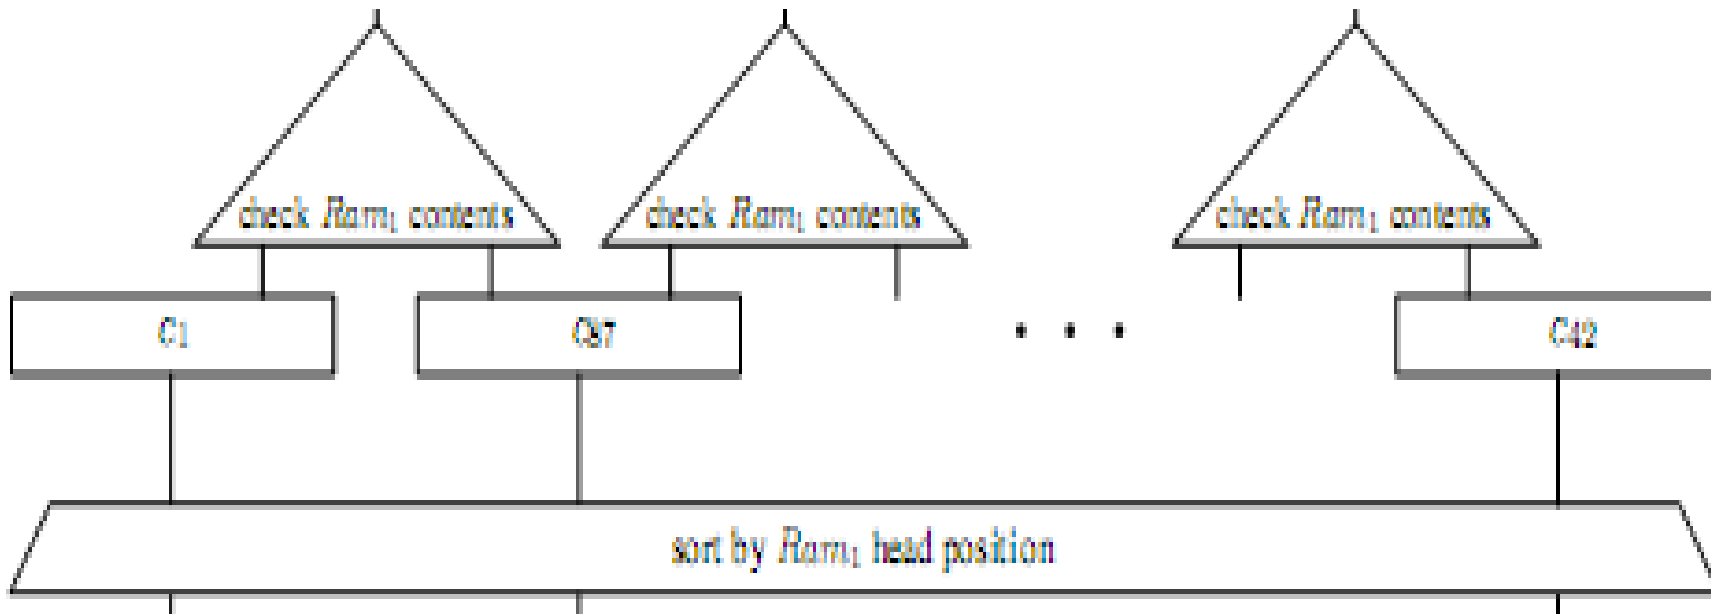 check Ram₁ contents check Ram₁ contents check Ram₁ contents
C1 C37 . . . C42
sort by Ram₁ head position